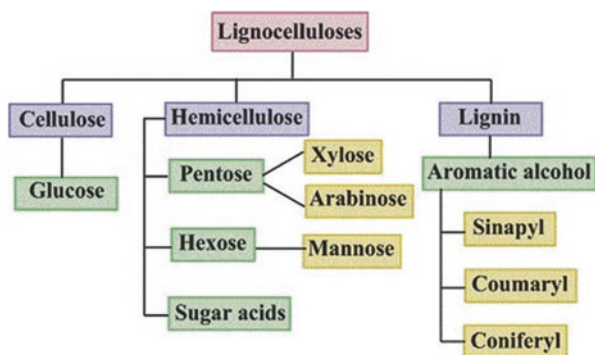 Lignocelluloses
Cellulose
Hemicellulose
Lignin
Glucose
Pentose
Xylose
Arabinose
Aromatic alcohol
Hexose
Mannose
Sinapyl
Sugar acids
Coumaryl
Coniferyl